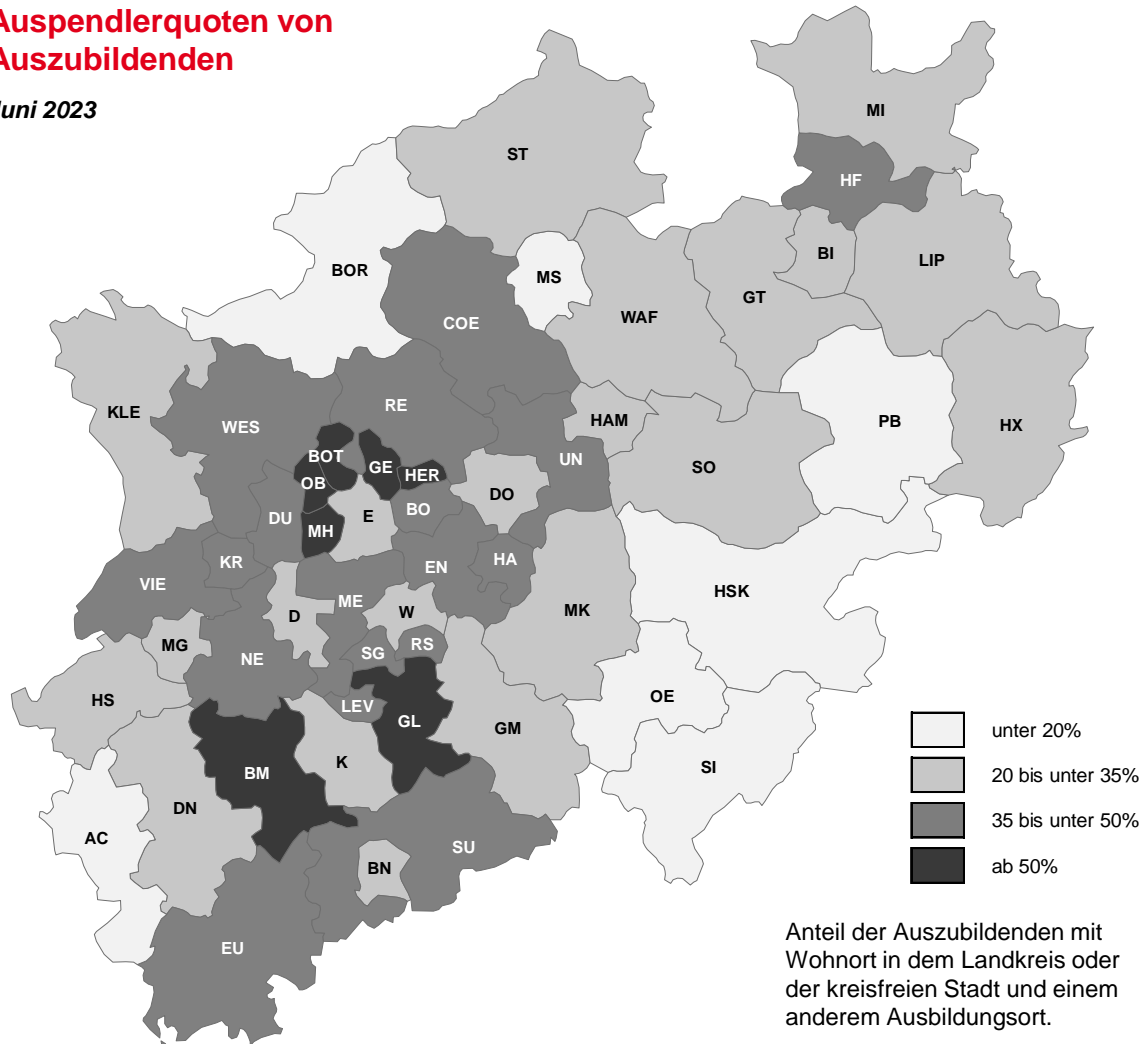 Auspendlerquoten von
Auszubildenden
Juni 2023
MI
ST
HF
BI
LIP
BOR
MS
GT
WAF
COE
KLE
RE
WES
HAM
PB
HX
BOT
UN
GE
HER
SO
OB
DO
DU
E
BO
MH
KR
EN
HA
VIE
HSK
ME
D
W
MK
MG
RS
SG
NE
HS
OE
LEV
GL
GM
K
BM
SI
DN
AC
SU
BN
EU
unter 20%
20 bis unter 35%
35 bis unter 50%
ab 50%
Anteil der Auszubildenden mit
Wohnort in dem Landkreis oder
der kreisfreien Stadt und einem
anderem Ausbildungsort.